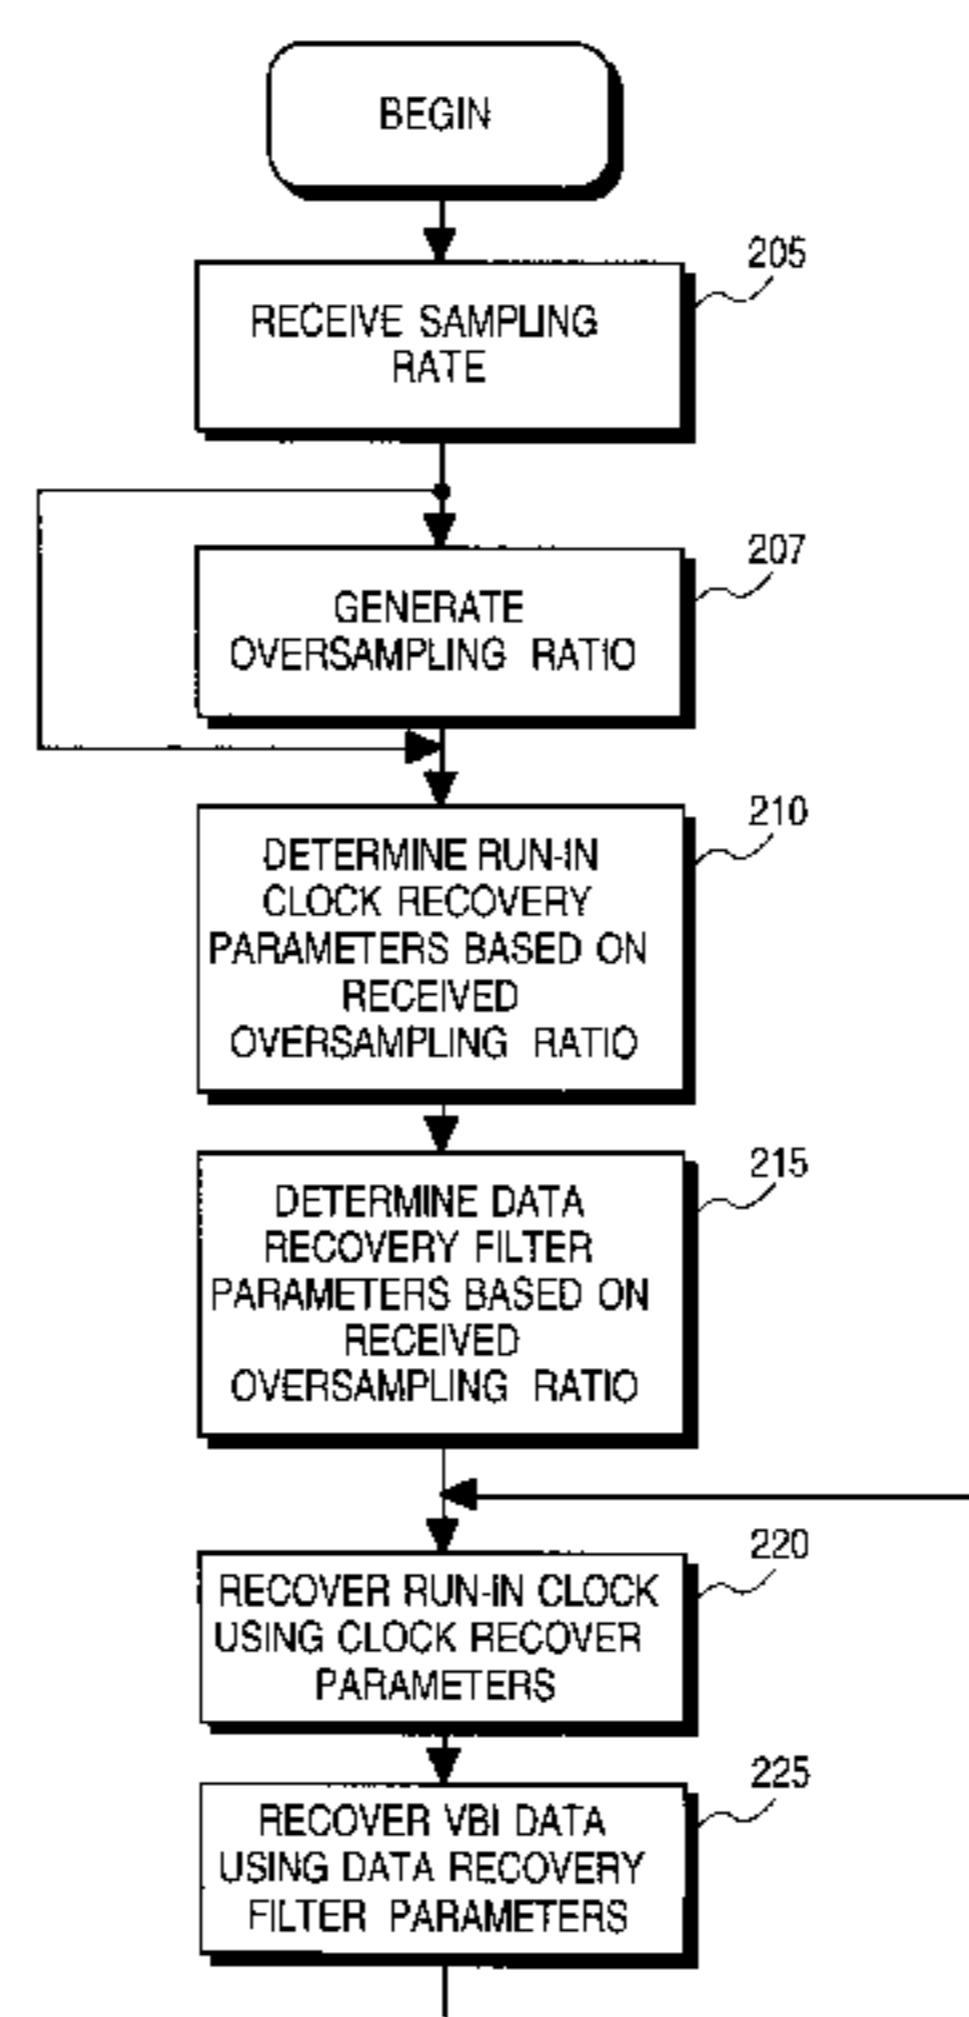 BEGIN
205
RECEIVE SAMPLING
RATE
207
GENERATE
OVERSAMPLING RATIO
210
DETERMINE RUN-IN
CLOCK RECOVERY
PARAMETERS BASED ON
RECEIVED
OVERSAMPLING RATIO
215
DETERMINE DATA
RECOVERY FILTER
PARAMETERS BASED ON
RECEIVED
OVERSAMPLING RATIO
220
RECOVER RUN-IN CLOCK
USING CLOCK RECOVER
PARAMETERS
225
RECOVER VBI DATA
USING DATA RECOVERY
FILTER PARAMETERS